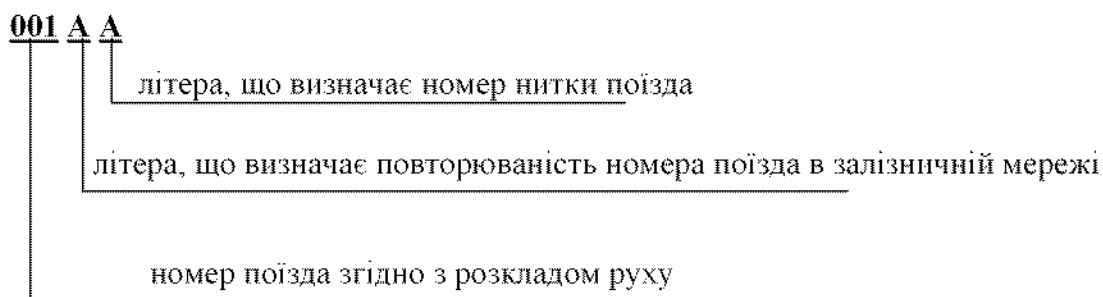 001 А А
літера, що визначає номер нитки поїзда
літера, що визначає повторюваність номера поїзда в залізничній мережі
номер поїзда згідно з розкладом руху